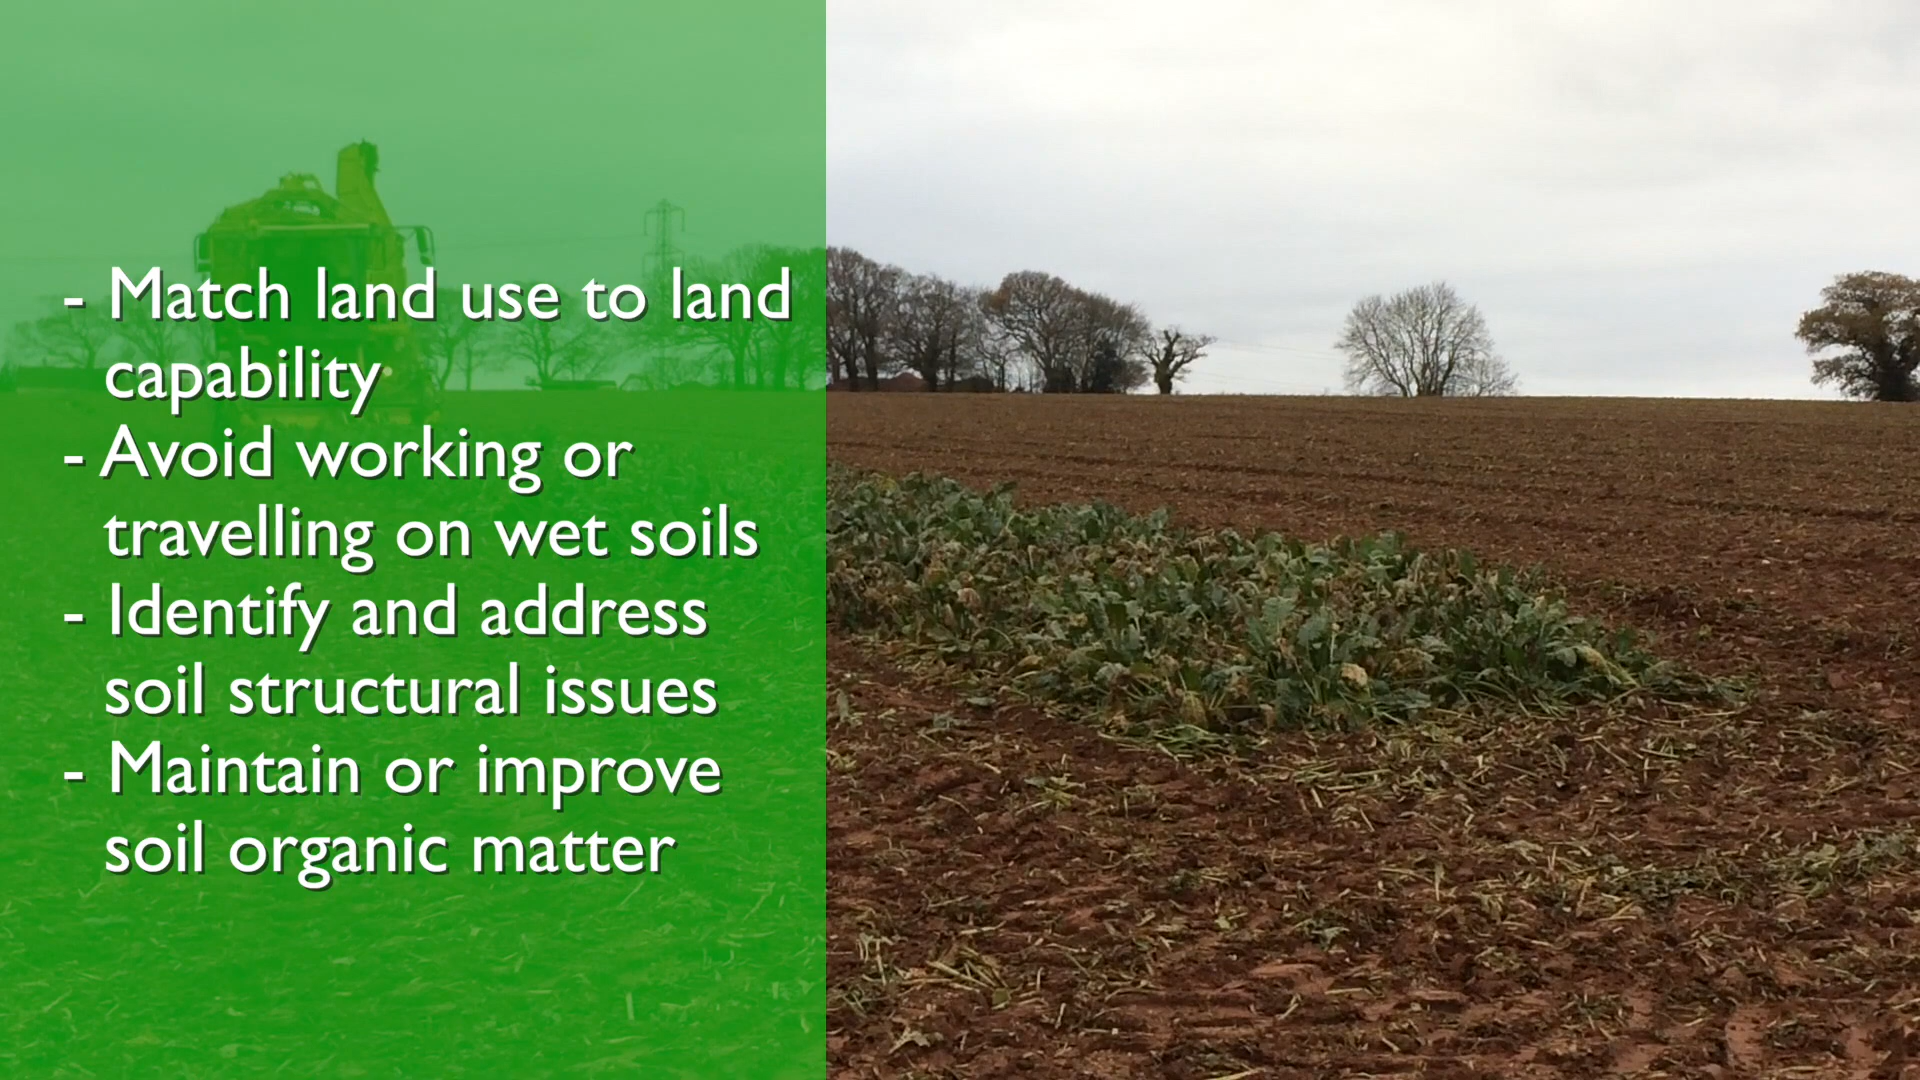 - Match land use to land
capability
- Avoid working or
travelling on wet soils
- Identify and address
soil structural issues
- Maintain or improve
soil organic matter